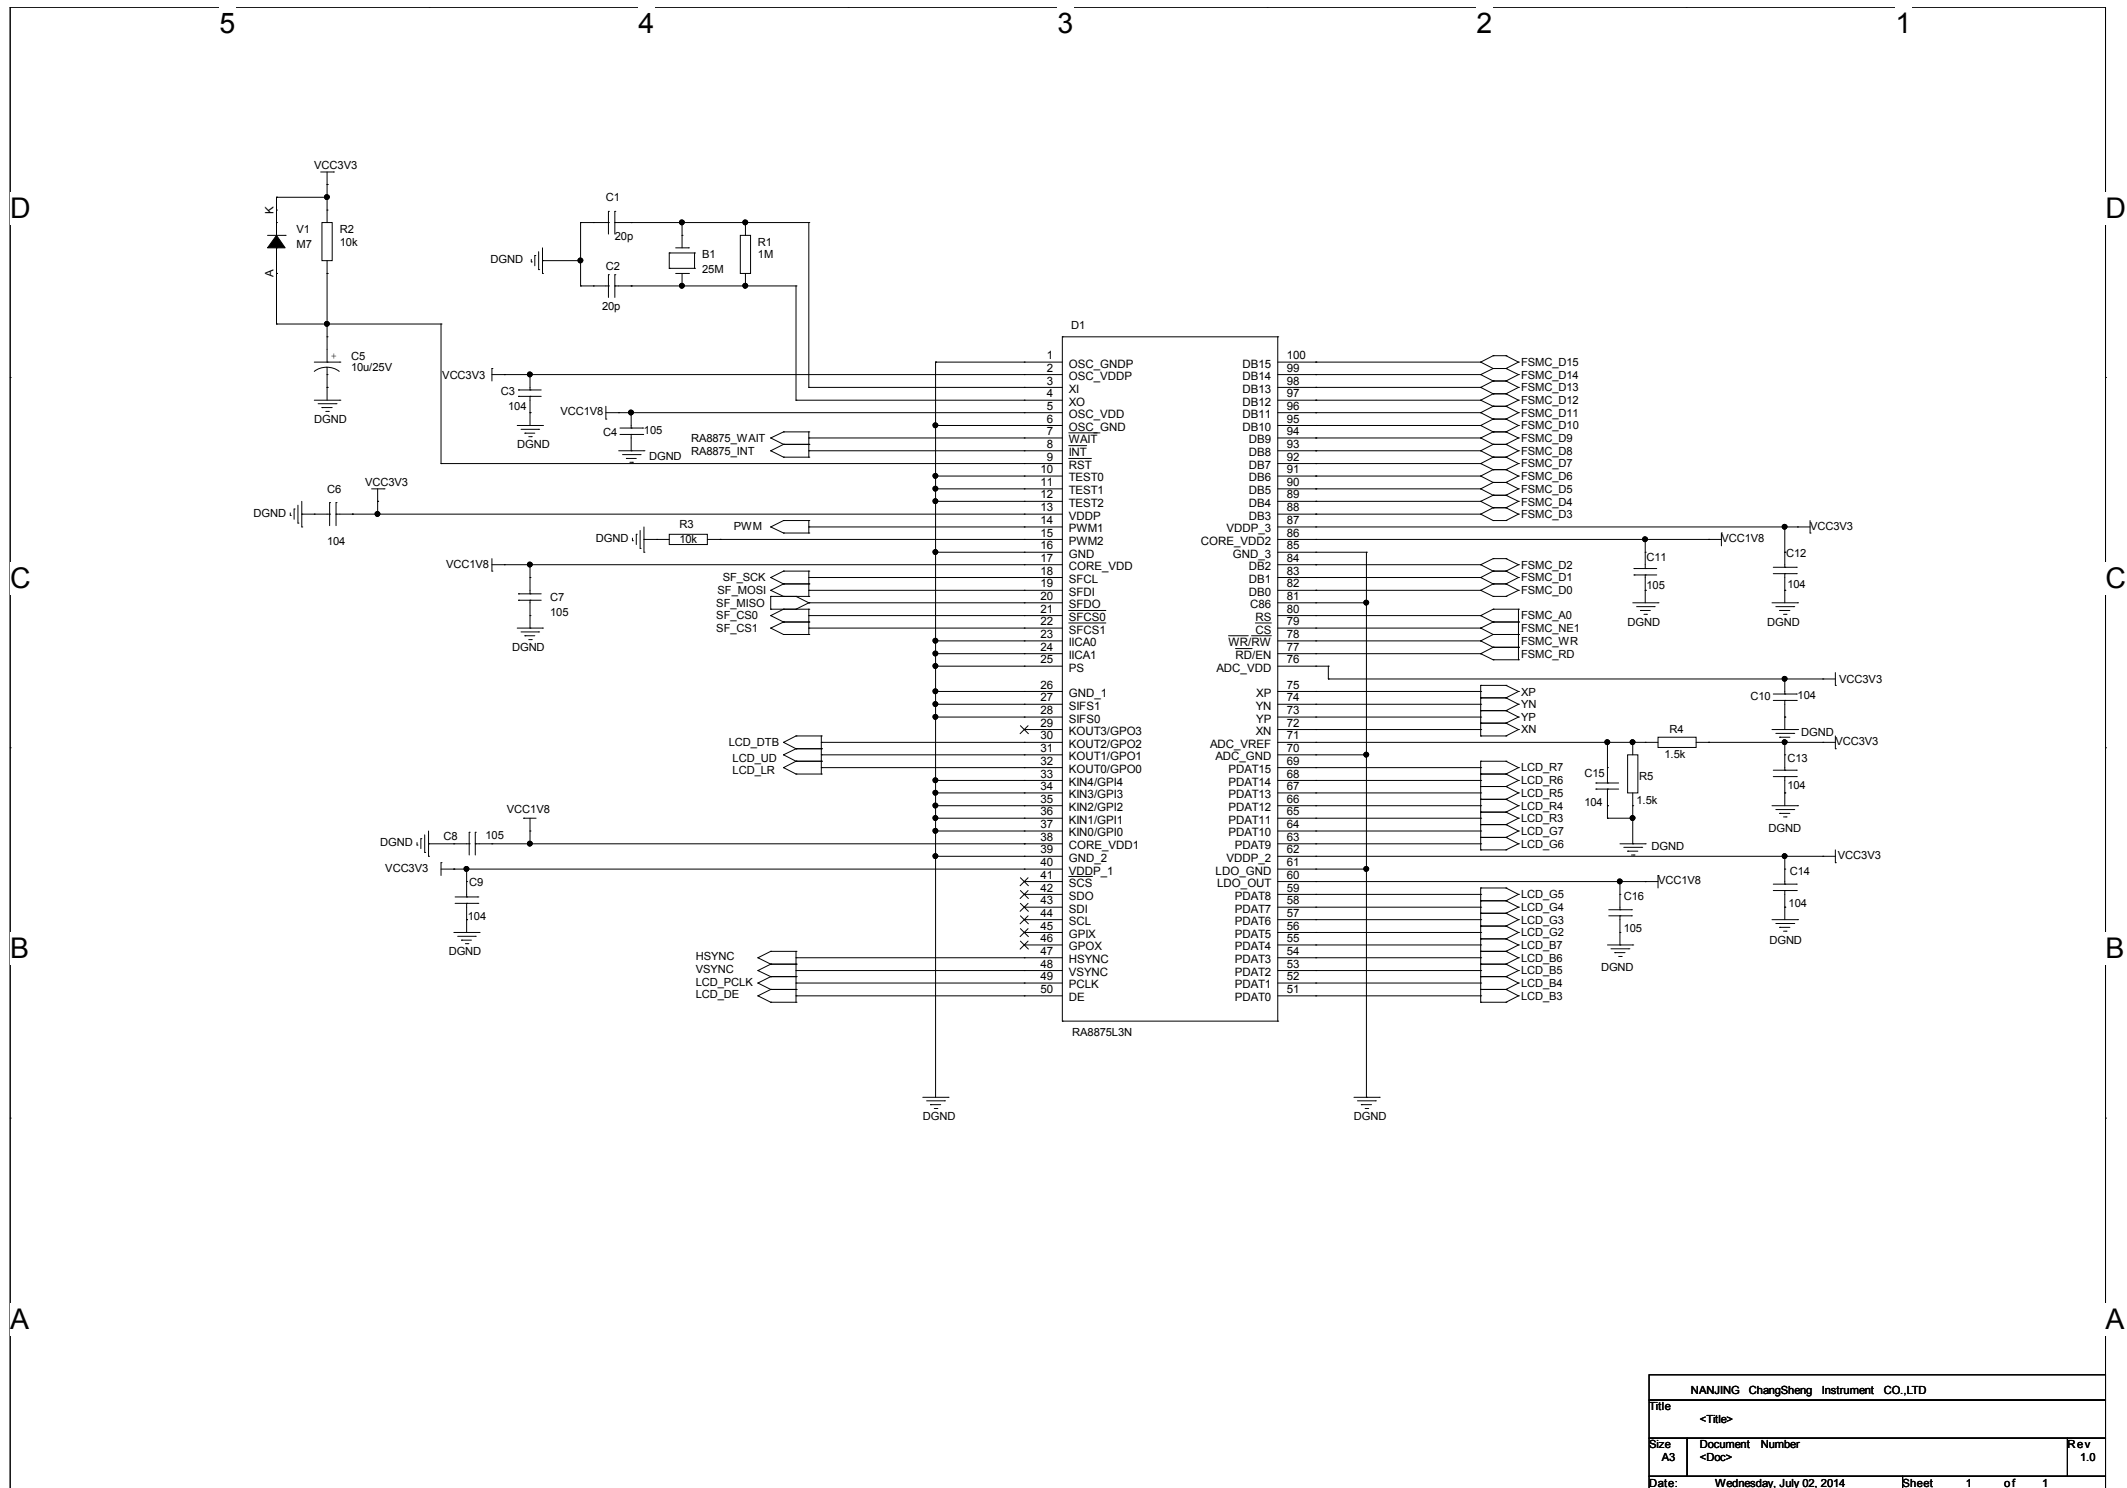 5 4 3 2 1
D D
C C
B B
A A
VCC3V3
K
V1
M7
A
R2
10k
C5
10u/25V
+
DGND
C1
20p
DGND
C2
20p
B1
25M
R1
1M
VCC3V3
C3
104
DGND
VCC1V8
C4 105
DGND
RA8875_WAIT
RA8875_INT
DGND
C6
104
VCC3V3
PWM
DGND
R3
10k
VCC1V8
C7
105
DGND
SF_SCK
SF_MOSI
SF_MISO
SF_CS0
SF_CS1
LCD_DTB
LCD_UD
LCD_LR
VCC1V8
DGND C8 105
VCC3V3
C9
104
DGND
HSYNC
VSYNC
LCD_PCLK
LCD_DE
DGND
D1
1 OSC_GNDP
2 OSC_VDDP
3 XI
4 XO
5 OSC_VDD
6 OSC_GND
7 WAIT
8 INT
9 RST
10 TEST0
11 TEST1
12 TEST2
13 VDDP
14 PWM1
15 PWM2
16 GND
17 CORE_VDD
18 SFCL
19 SFDI
20 SFDO
21 SFCS0
22 SFCS1
23 IICA0
24 IICA1
25 PS
26 GND_1
27 SIFS1
28 SIFS0
29 KOUT3/GPO3
30 KOUT2/GPO2
31 KOUT1/GPO1
32 KOUT0/GPO0
33 KIN4/GPI4
34 KIN3/GPI3
35 KIN2/GPI2
36 KIN1/GPI1
37 KIN0/GPI0
38 CORE_VDD1
39 GND_2
40 VDDP_1
41 SCS
42 SDO
43 SDI
44 SCL
45 GPIX
46 GPOX
47 HSYNC
48 VSYNC
49 PCLK
50 DE
RA8875L3N
DB15 100 FSMC_D15
DB14 99 FSMC_D14
DB13 98 FSMC_D13
DB12 97 FSMC_D12
DB11 96 FSMC_D11
DB10 95 FSMC_D10
DB9 94 FSMC_D9
DB8 93 FSMC_D8
DB7 92 FSMC_D7
DB6 91 FSMC_D6
DB5 90 FSMC_D5
DB4 89 FSMC_D4
DB3 88 FSMC_D3
VDDP_3 87 VCC3V3
CORE_VDD2 86 VCC1V8
GND_3 85
DB2 84 FSMC_D2
DB1 83 FSMC_D1
DB0 82 FSMC_D0
C86 81
RS 80 FSMC_A0
CS 79 FSMC_NE1
WR/RW 78 FSMC_WR
RD/EN 77 FSMC_RD
ADC_VDD 76 VCC3V3
XP 75 XP
YN 74 YN
YP 73 YP
XN 72 XN
ADC_VREF 71 VCC3V3
ADC_GND 70
PDAT15 69 LCD_R7
PDAT14 68 LCD_R6
PDAT13 67 LCD_R5
PDAT12 66 LCD_R4
PDAT11 65 LCD_R3
PDAT10 64 LCD_G7
PDAT9 63 LCD_G6
VDDP_2 62 VCC3V3
LDO_GND 61
LDO_OUT 60 VCC1V8
PDAT8 59 LCD_G5
PDAT7 58 LCD_G4
PDAT6 57 LCD_G3
PDAT5 56 LCD_G2
PDAT4 55 LCD_B7
PDAT3 54 LCD_B6
PDAT2 53 LCD_B5
PDAT1 52 LCD_B4
PDAT0 51 LCD_B3
DGND
C11
105
DGND
C12
104
DGND
C10 104
DGND
R4
1.5k
C15
104
R5
1.5k
DGND
C13
104
DGND
C14
104
DGND
C16
105
DGND
NANJING ChangSheng Instrument CO.,LTD
Title
<Title>
Size Document Number Rev
A3 <Doc> 1.0
Date: Wednesday, July 02, 2014 Sheet 1 of 1